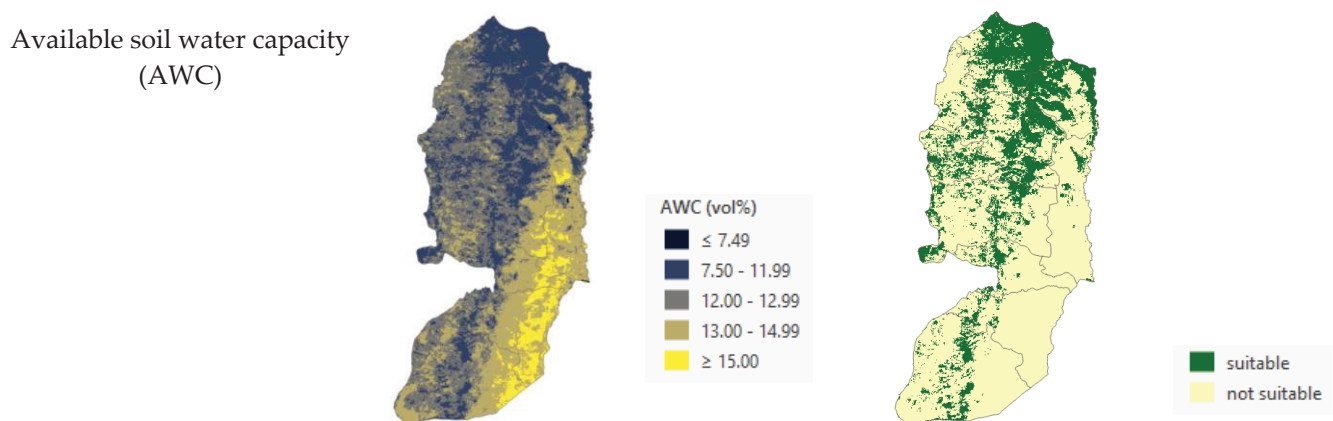 Available soil water capacity
(AWC)
AWC (vol%)
≤ 7.49
7.50 - 11.99
12.00 - 12.99
13.00 - 14.99
≥ 15.00
suitable
not suitable